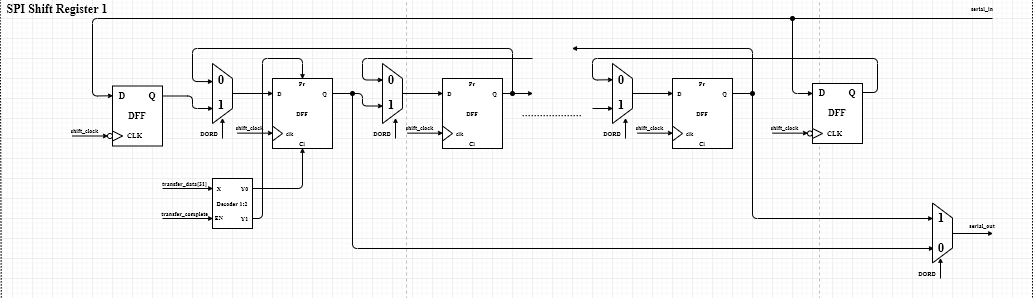 SPI Shift Register 1
serial_in
D Q
DFF
CLK
shift_clock
0
1
DORD
Pr
D Q
DFF
clk
Cl
shift_clock
0
1
DORD
Pr
D Q
DFF
clk
Cl
shift_clock
0
1
DORD
Pr
D Q
DFF
clk
Cl
shift_clock
D Q
DFF
CLK
shift_clock
transfer_data[31]
X Y0
Decoder 1:2
transfer_complete
EN Y1
1
0
serial_out
DORD